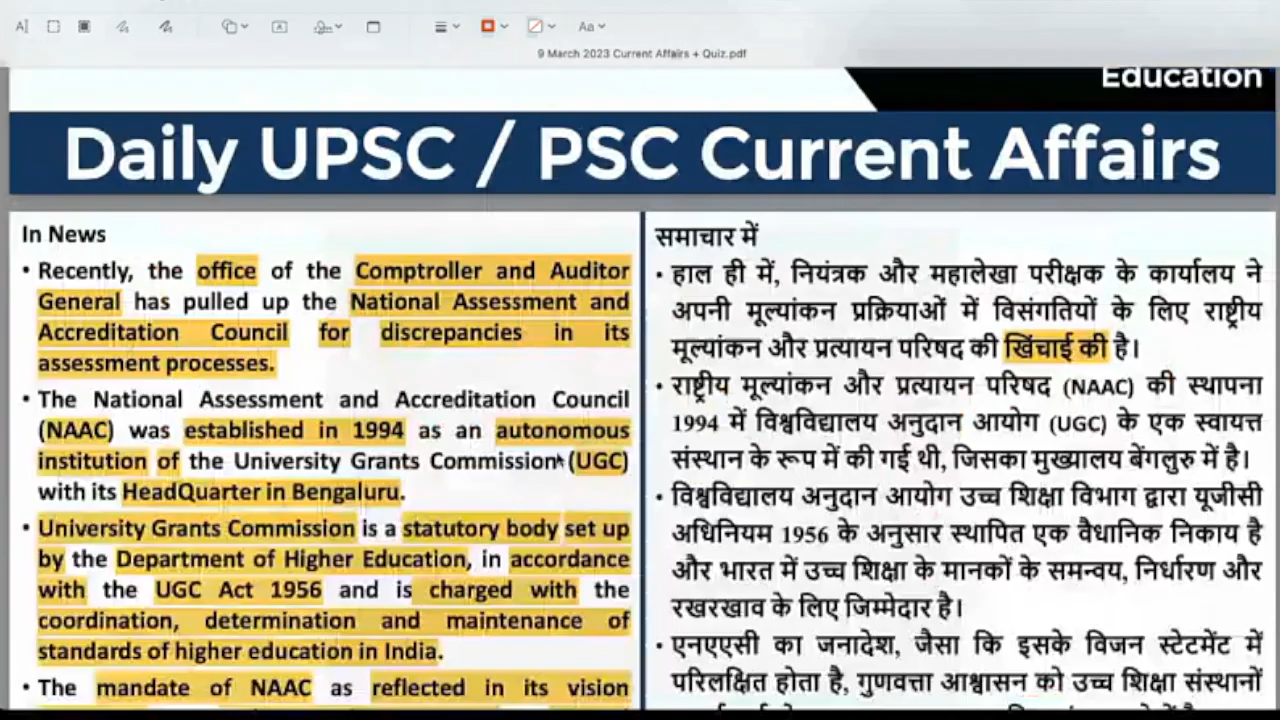 9 March 2023 Current Affairs + Quiz.pdf
Education
Daily UPSC / PSC Current Affairs
In News
• Recently, the office of the Comptroller and Auditor
General has pulled up the National Assessment and
Accreditation Council for discrepancies in its
assessment processes.
• The National Assessment and Accreditation Council
(NAAC) was established in 1994 as an autonomous
institution of the University Grants Commission (UGC)
with its HeadQuarter in Bengaluru.
• University Grants Commission is a statutory body set up
by the Department of Higher Education, in accordance
with the UGC Act 1956 and is charged with the
coordination, determination and maintenance of
standards of higher education in India.
• The mandate of NAAC as reflected in its vision
समाचार में
• हाल ही में, नियंत्रक और महालेखा परीक्षक के कार्यालय ने
अपनी मूल्यांकन प्रक्रियाओं में विसंगतियों के लिए राष्ट्रीय
मूल्यांकन और प्रत्यायन परिषद की खिंचाई की है।
• राष्ट्रीय मूल्यांकन और प्रत्यायन परिषद (NAAC) की स्थापना
1994 में विश्वविद्यालय अनुदान आयोग (UGC) के एक स्वायत्त
संस्थान के रूप में की गई थी, जिसका मुख्यालय बेंगलुरु में है।
• विश्वविद्यालय अनुदान आयोग उच्च शिक्षा विभाग द्वारा यूजीसी
अधिनियम 1956 के अनुसार स्थापित एक वैधानिक निकाय है
और भारत में उच्च शिक्षा के मानकों के समन्वय, निर्धारण और
रखरखाव के लिए जिम्मेदार है।
• एनएएसी का जनादेश, जैसा कि इसके विजन स्टेटमेंट में
परिलक्षित होता है, गुणवत्ता आश्वासन को उच्च शिक्षा संस्थानों